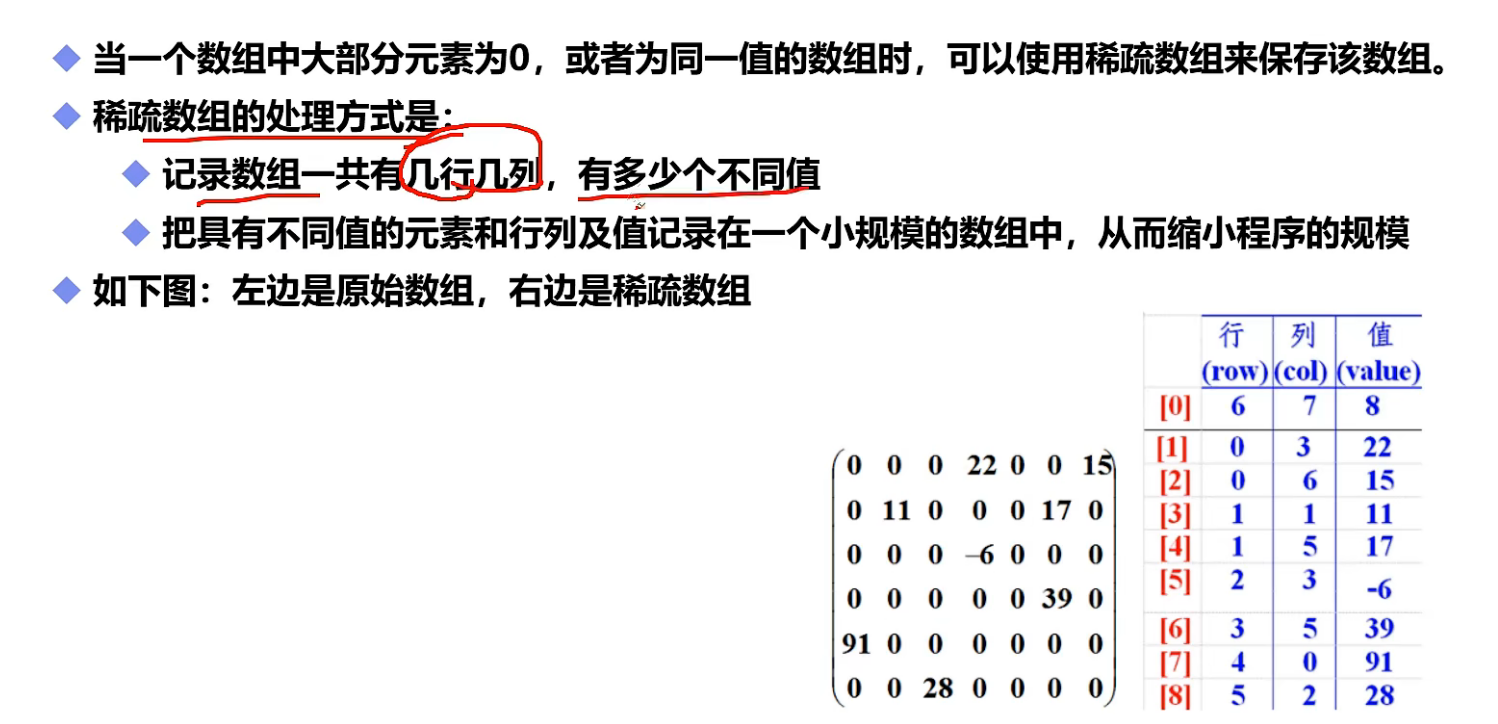 当一个数组中大部分元素为0，或者为同一值的数组时，可以使用稀疏数组来保存该数组。
稀疏数组的处理方式是：
记录数组一共有几行几列，有多少个不同值
把具有不同值的元素和行列及值记录在一个小规模的数组中，从而缩小程序的规模
如下图：左边是原始数组，右边是稀疏数组
0 0 0 22 0 0 15
0 11 0 0 0 17 0
0 0 0 –6 0 0 0
0 0 0 0 0 39 0
91 0 0 0 0 0 0
0 0 28 0 0 0 0
行 列 值
(row) (col) (value)
[0] 6 7 8
[1] 0 3 22
[2] 0 6 15
[3] 1 1 11
[4] 1 5 17
[5] 2 3 -6
[6] 3 5 39
[7] 4 0 91
[8] 5 2 28